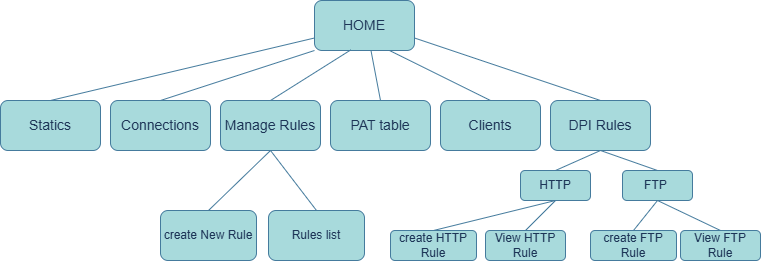 HOME
Statics
Connections
Manage Rules
PAT table
Clients
DPI Rules
HTTP
FTP
create New Rule
Rules list
create HTTP
Rule
View HTTP
Rule
create FTP
Rule
View FTP
Rule